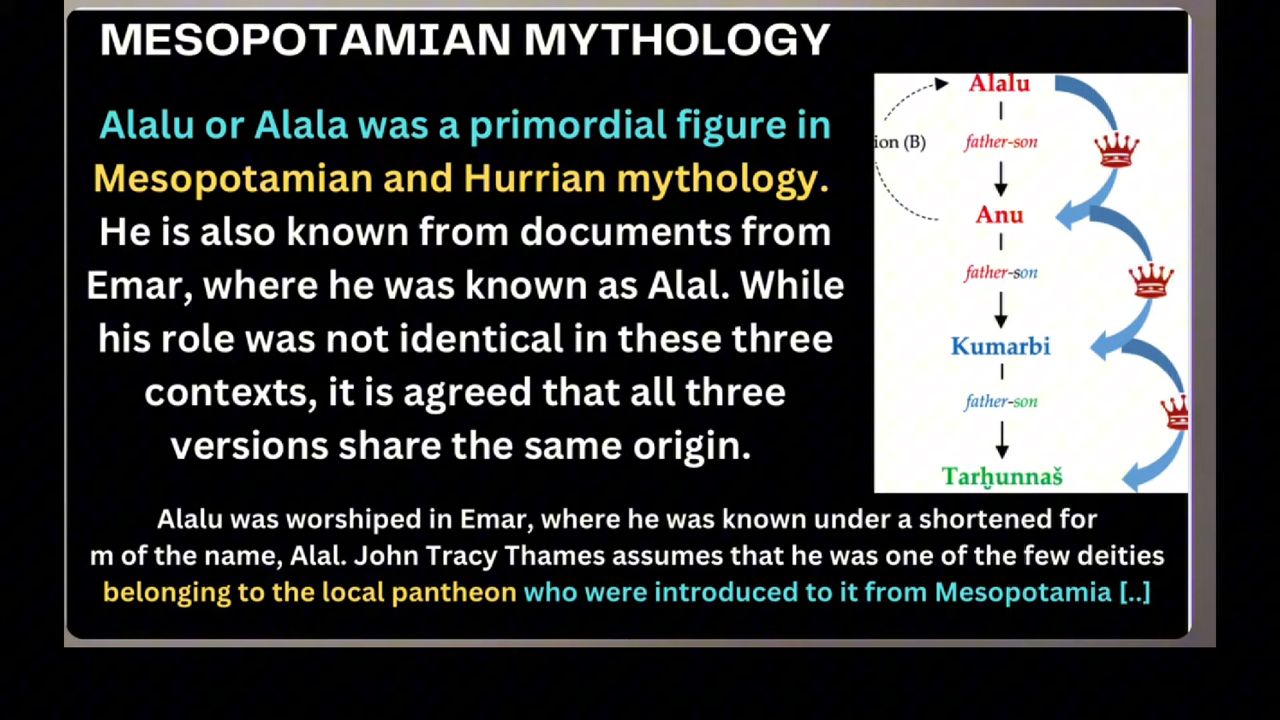 MESOPOTAMIAN MYTHOLOGY
Alalu or Alala was a primordial figure in
Mesopotamian and Hurrian mythology.
He is also known from documents from
Emar, where he was known as Alal. While
his role was not identical in these three
contexts, it is agreed that all three
versions share the same origin.
Alalu
ion (B)
father-son
Anu
father-son
Kumarbi
father-son
Tarḫunnaš
Alalu was worshiped in Emar, where he was known under a shortened for
m of the name, Alal. John Tracy Thames assumes that he was one of the few deities
belonging to the local pantheon who were introduced to it from Mesopotamia [..]